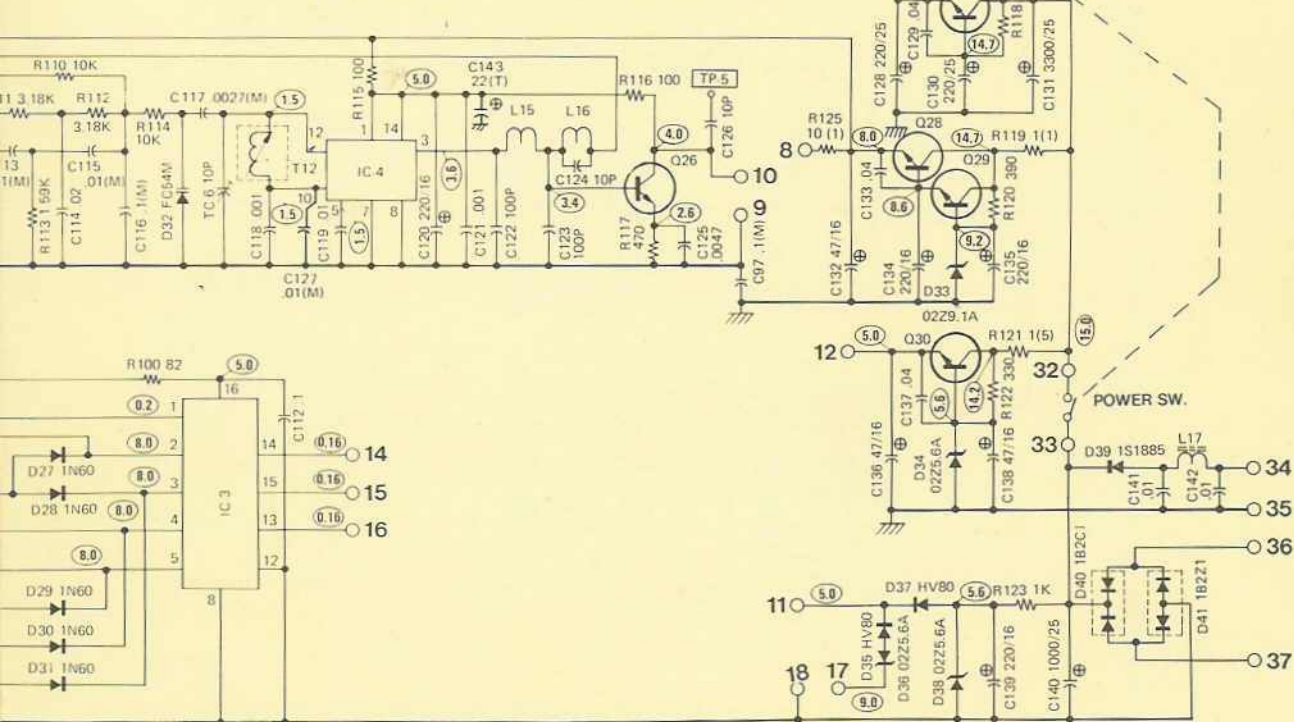 R110 10K
11 3.18K
R112
3.18K
R114
10K
C117 .0027(M)
1.5
R115 100
5.0
C143
22(T)
R116 100
TP-5
C126 10P
L15
L16
12
1
14
3
IC.4
T12
10
5
7
8
3.6
C124 10P
3.4
4.0
Q26
2.6
10
9
13
1(M)
C115
.01(M)
R113 1.59K
C114 .02
C116 .1(M)
D32 FC54M
TC 6 10P
C118 .001
1.5
C127
.01(M)
C119 .01
1.5
C120 220/16
C121 .001
C122 100P
C123
100P
R117
470
C125
.0047
C97 .1(M)
C128 220/25
C129 .04
C130
220/25
14.7
R118
C131 3300/25
R125
10 (1)
8
8.0
Q28
14.7
R119 1(1)
Q29
C133 .04
8.6
R120 390
9.2
C132 47/16
C134
220/16
D33
02Z9.1A
C135
220/16
12
5.0
Q30
R121 1(5)
15.0
C137 .04
5.6
14.2
R122 330
C136 47/16
D34
02Z5.6A
C138 47/16
32
POWER SW.
33
D39 1S1885
L17
C141
.01
C142
.01
34
35
36
37
D40 1B2C1
D41 1B2Z1
R100 82
5.0
16
0.2
1
C112 .1
8.0
2
14
0.16
14
D27 1N60
8.0
3
15
0.16
15
D28 1N60
8.0
4
13
0.16
16
IC 3
8.0
5
12
D29 1N60
8
D30 1N60
D31 1N60
11
5.0
D37 HV80
5.6
R123 1K
D35 HV80
D36 02Z5.6A
D38 02Z5.6A
C139 220/16
C140 1000/25
18
17
9.0